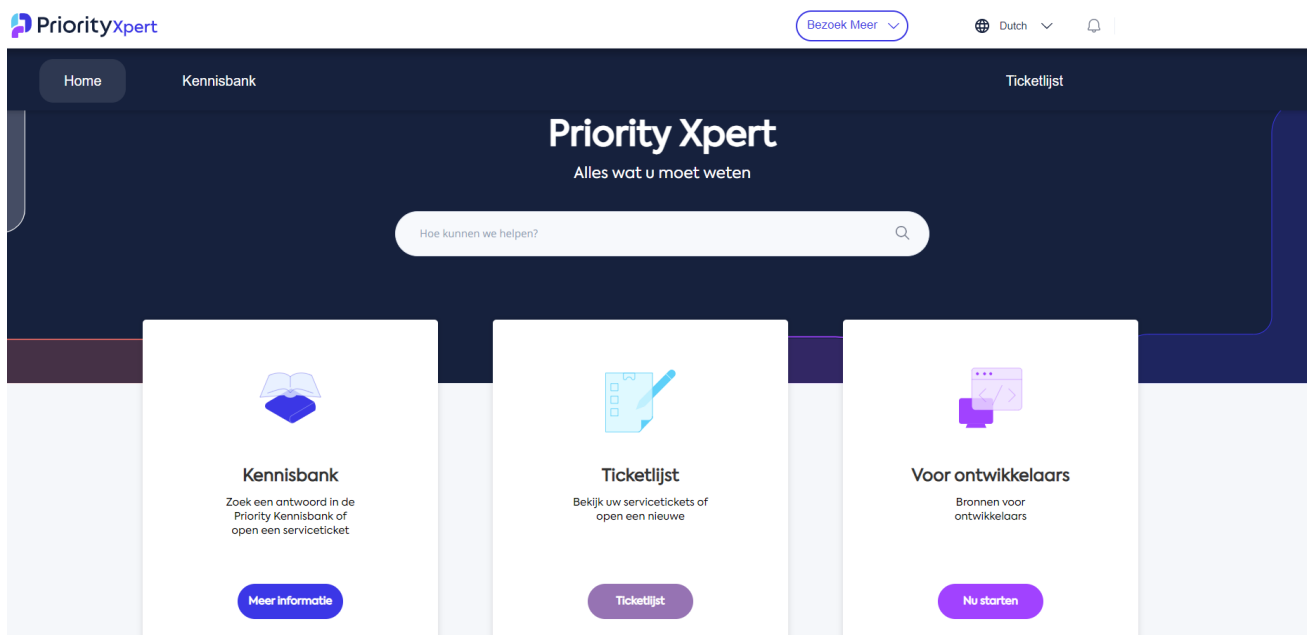 PriorityXpert
Bezoek Meer
Dutch
Home
Kennisbank
Ticketlijst
Priority Xpert
Alles wat u moet weten
Hoe kunnen we helpen?
Kennisbank
Zoek een antwoord in de
Priority Kennisbank of
open een serviceticket
Meer informatie
Ticketlijst
Bekijk uw servicetickets of
open een nieuwe
Ticketlijst
Voor ontwikkelaars
Bronnen voor
ontwikkelaars
Nu starten